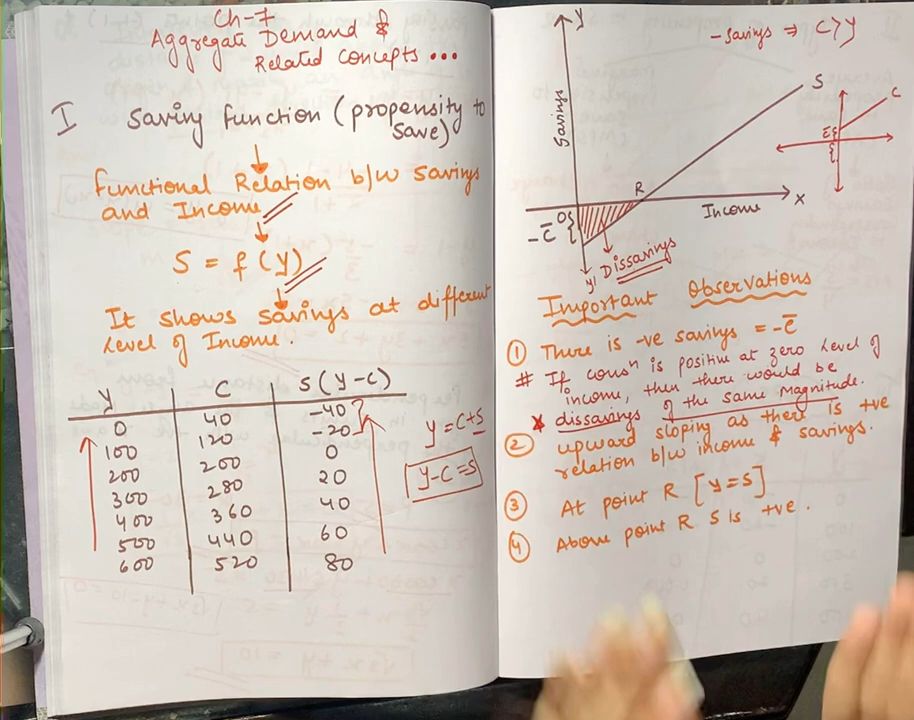 Ch-7
Aggregate Demand &
Related Concepts ...
I Saving function (propensity to
save)
functional Relation b/w savings
and Income
S = f (Y)
It shows savings at different
level of Income.
Y C S (Y-C)
0 40 -40
100 120 -20
200 200 0
300 280 20
400 360 40
500 440 60
600 520 80
Y = C+S
Y-C = S
Y
-savings ⇒ C>Y
Savings
S
C
C̄
R
O
Income X
-C̄
Y'
Dissavings
Important Observations
① There is -ve savings = -C̄
# If consⁿ is positive at zero level of
income, then there would be
* dissavings of the same magnitude.
② upward sloping as there is +ve
relation b/w income & savings.
③ At point R [Y=S]
④ Above point R S is +ve.